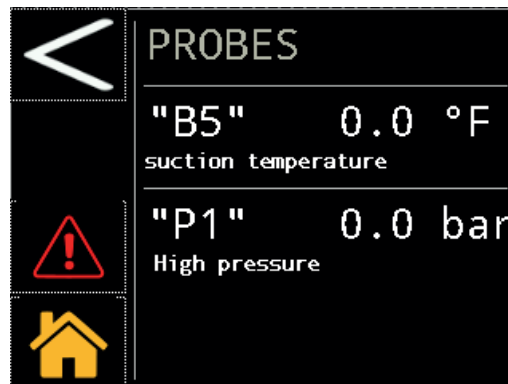 PROBES
"B5" 0.0 °F
suction temperature
"P1" 0.0 bar
High pressure